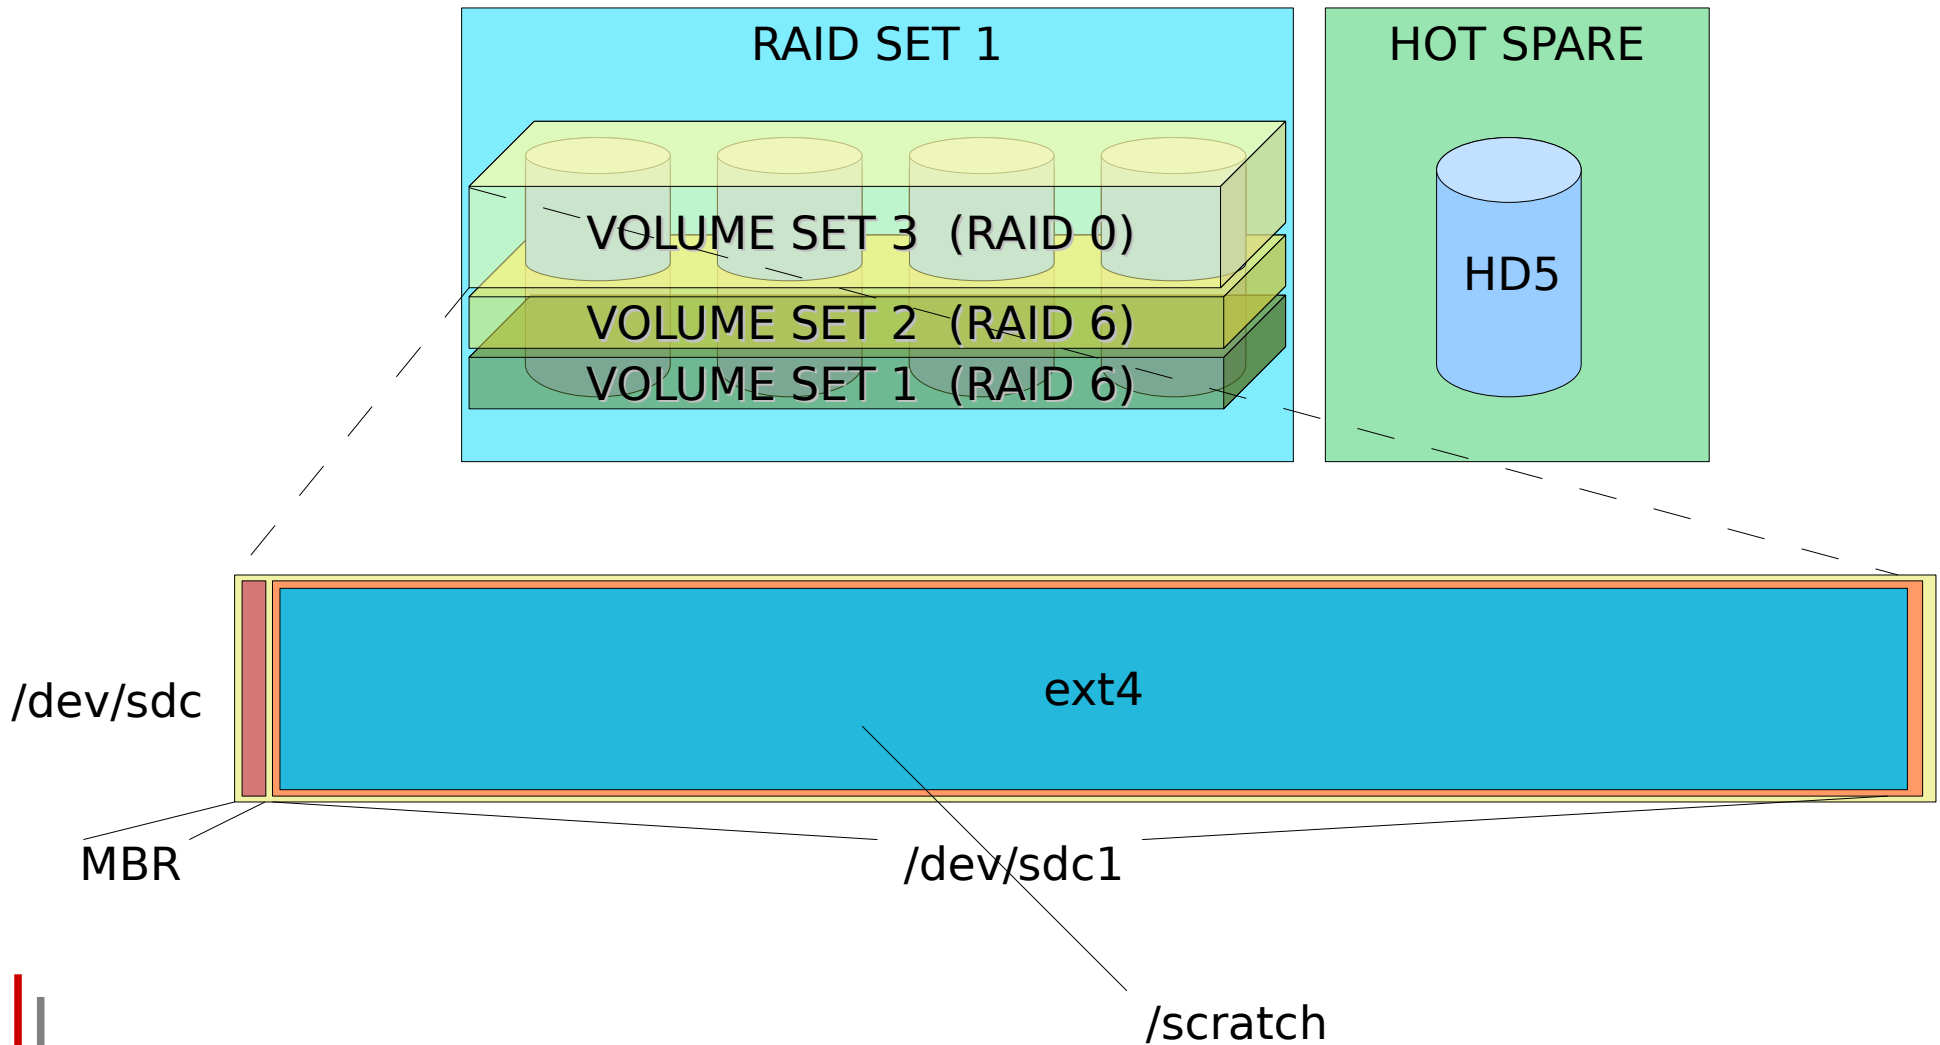 RAID SET 1
HOT SPARE
VOLUME SET 3 (RAID 0)
HD5
VOLUME SET 2 (RAID 6)
VOLUME SET 1 (RAID 6)
ext4
/dev/sdc
MBR
/dev/sdc1
/scratch